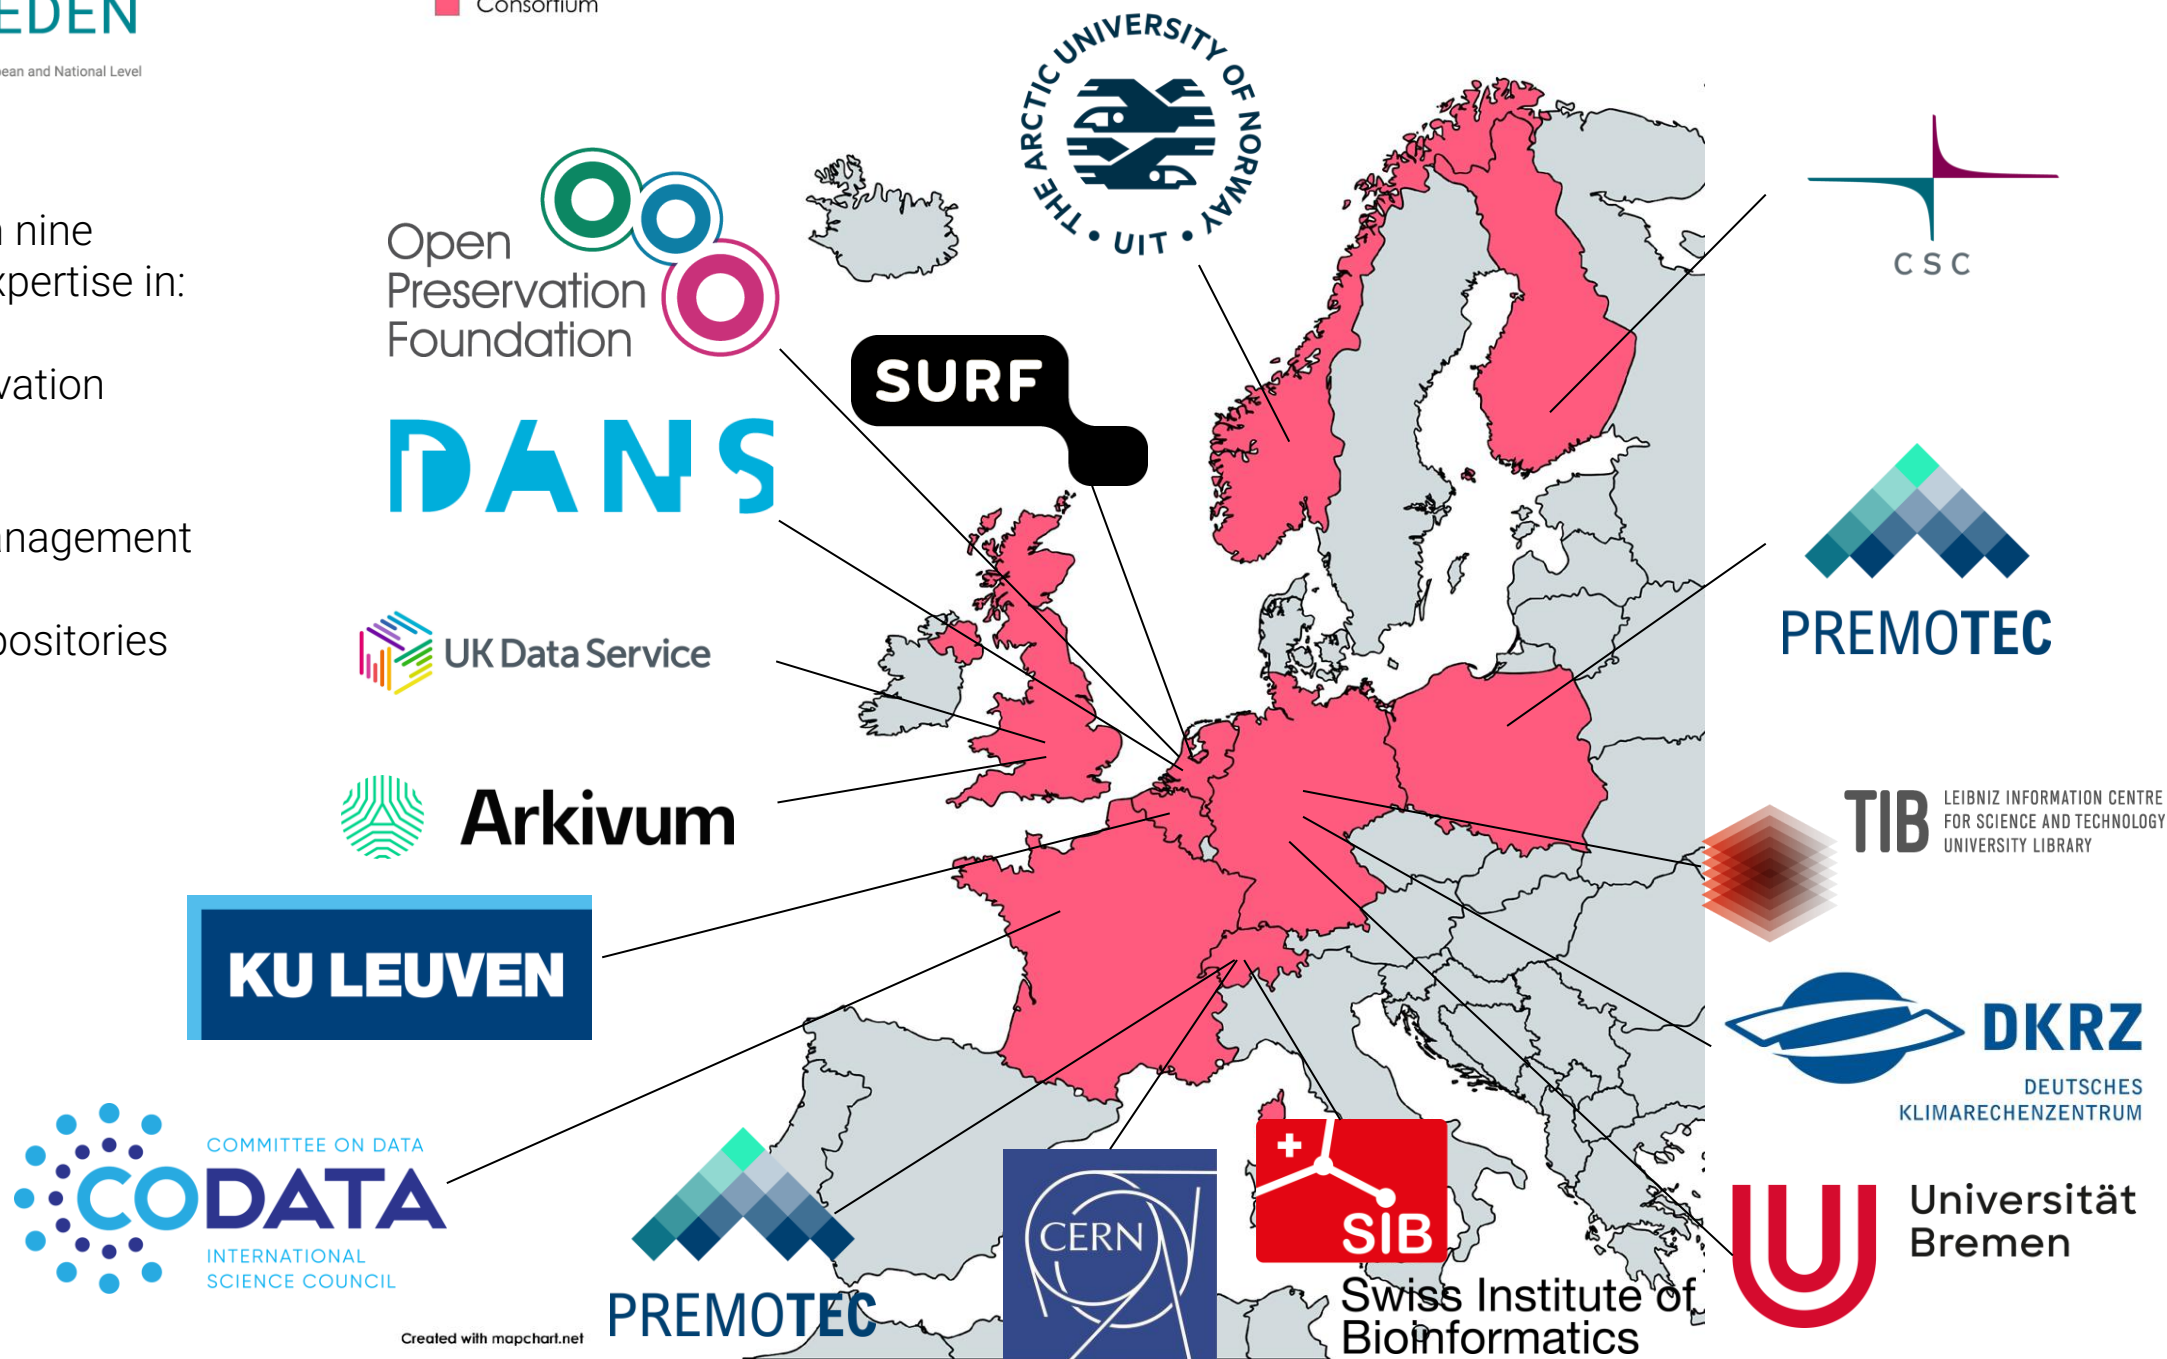 EDEN
ean and National Level
Consortium
nine
xpertise in:
vation
nagement
positories
THE ARCTIC UNIVERSITY OF NORWAY
• UIT •
Open
Preservation
Foundation
SURF
CSC
DANS
UK Data Service
PREMOTEC
Arkivum
TIB
LEIBNIZ INFORMATION CENTRE
FOR SCIENCE AND TECHNOLOGY
UNIVERSITY LIBRARY
KU LEUVEN
DKRZ
DEUTSCHES
KLIMARECHENZENTRUM
COMMITTEE ON DATA
CODATA
INTERNATIONAL
SCIENCE COUNCIL
PREMOTEC
CERN
SIB
Swiss Institute of
Bioinformatics
Universität
Bremen
Created with mapchart.net